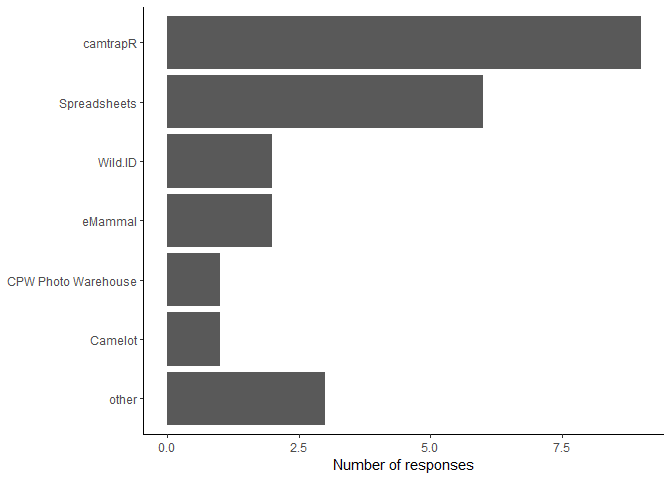 camtrapR
Spreadsheets
Wild.ID
eMammal
CPW Photo Warehouse
Camelot
other
0.0 2.5 5.0 7.5
Number of responses